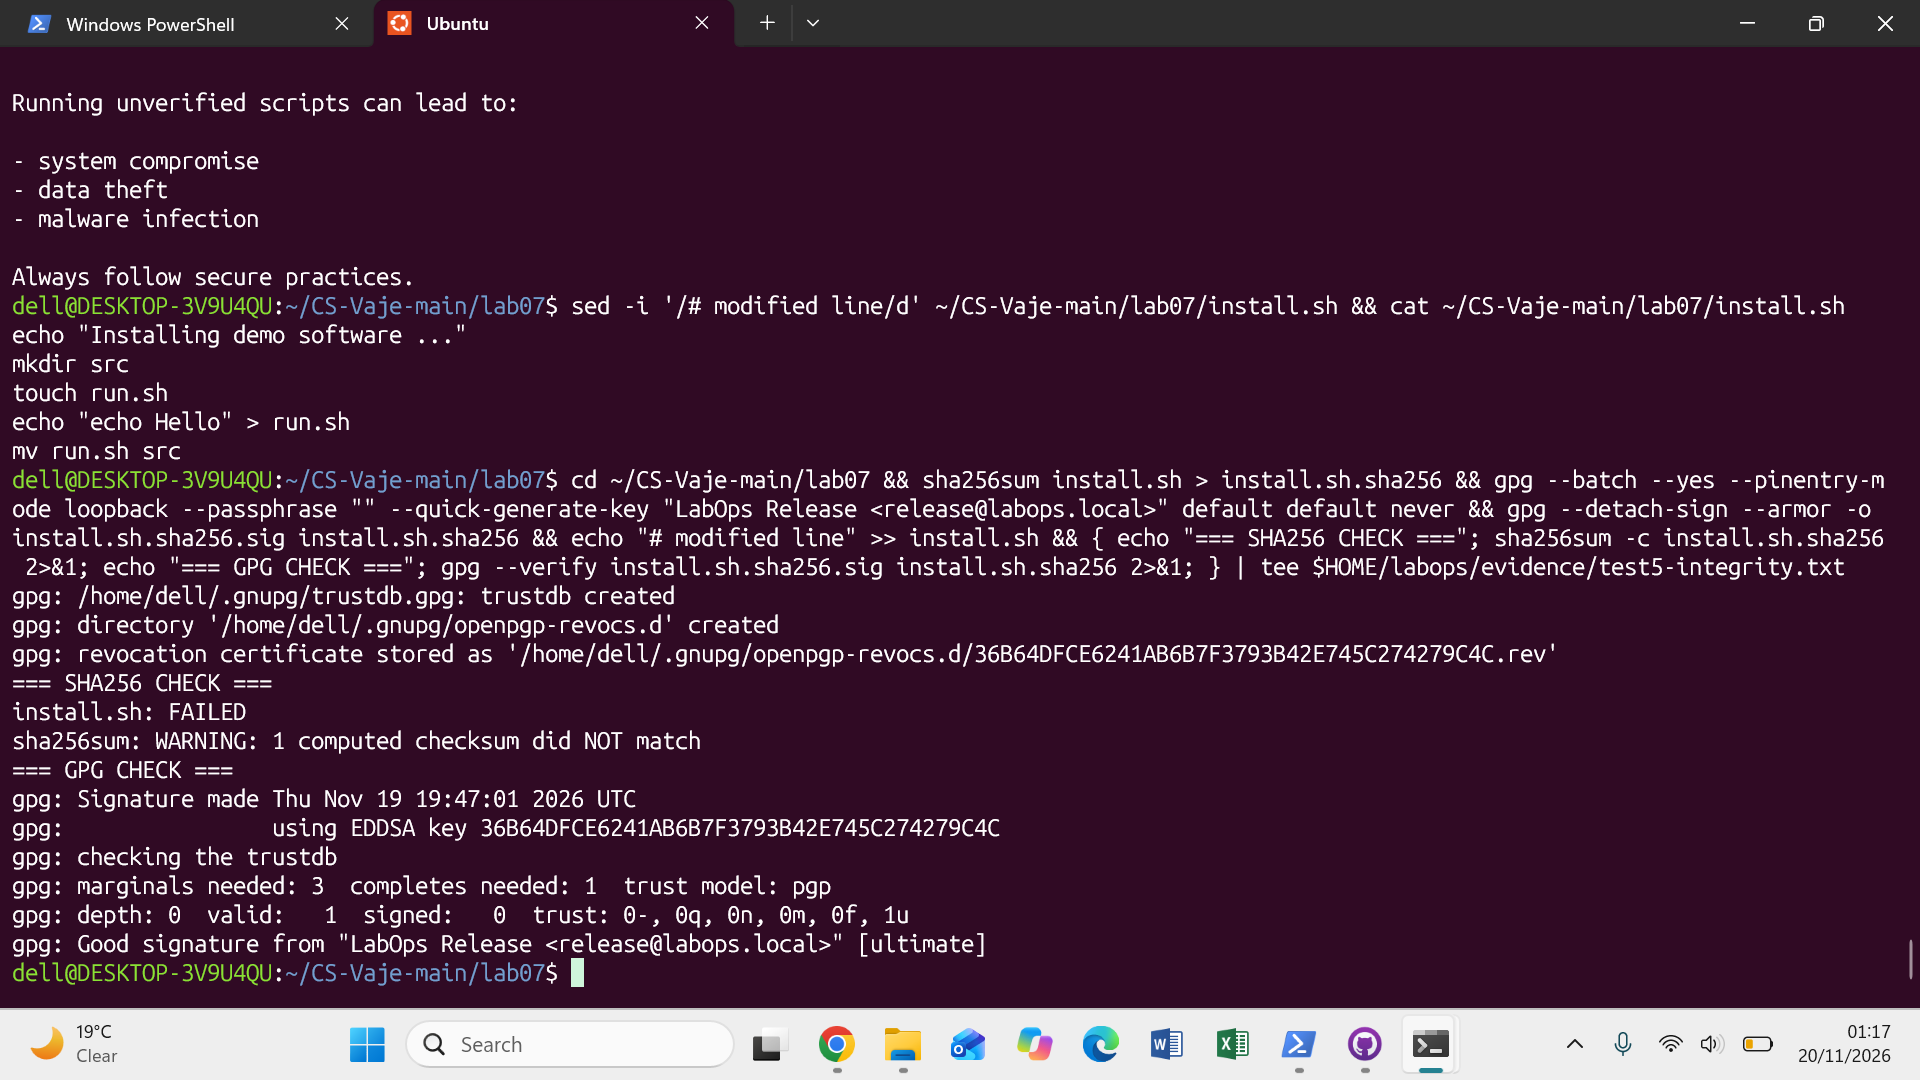 Windows PowerShell
Ubuntu
Running unverified scripts can lead to:
- system compromise
- data theft
- malware infection
Always follow secure practices.
dell@DESKTOP-3V9U4QU:~/CS-Vaje-main/lab07$ sed -i '/# modified line/d' ~/CS-Vaje-main/lab07/install.sh && cat ~/CS-Vaje-main/lab07/install.sh
echo "Installing demo software ..."
mkdir src
touch run.sh
echo "echo Hello" > run.sh
mv run.sh src
dell@DESKTOP-3V9U4QU:~/CS-Vaje-main/lab07$ cd ~/CS-Vaje-main/lab07 && sha256sum install.sh > install.sh.sha256 && gpg --batch --yes --pinentry-m
ode loopback --passphrase "" --quick-generate-key "LabOps Release <release@labops.local>" default default never && gpg --detach-sign --armor -o
install.sh.sha256.sig install.sh.sha256 && echo "# modified line" >> install.sh && { echo "=== SHA256 CHECK ==="; sha256sum -c install.sh.sha256
2>&1; echo "=== GPG CHECK ==="; gpg --verify install.sh.sha256.sig install.sh.sha256 2>&1; } | tee $HOME/labops/evidence/test5-integrity.txt
gpg: /home/dell/.gnupg/trustdb.gpg: trustdb created
gpg: directory '/home/dell/.gnupg/openpgp-revocs.d' created
gpg: revocation certificate stored as '/home/dell/.gnupg/openpgp-revocs.d/36B64DFCE6241AB6B7F3793B42E745C274279C4C.rev'
=== SHA256 CHECK ===
install.sh: FAILED
sha256sum: WARNING: 1 computed checksum did NOT match
=== GPG CHECK ===
gpg: Signature made Thu Nov 19 19:47:01 2026 UTC
gpg:                using EDDSA key 36B64DFCE6241AB6B7F3793B42E745C274279C4C
gpg: checking the trustdb
gpg: marginals needed: 3  completes needed: 1  trust model: pgp
gpg: depth: 0  valid:   1  signed:   0  trust: 0-, 0q, 0n, 0m, 0f, 1u
gpg: Good signature from "LabOps Release <release@labops.local>" [ultimate]
dell@DESKTOP-3V9U4QU:~/CS-Vaje-main/lab07$
19°C
Clear
Search
01:17
20/11/2026